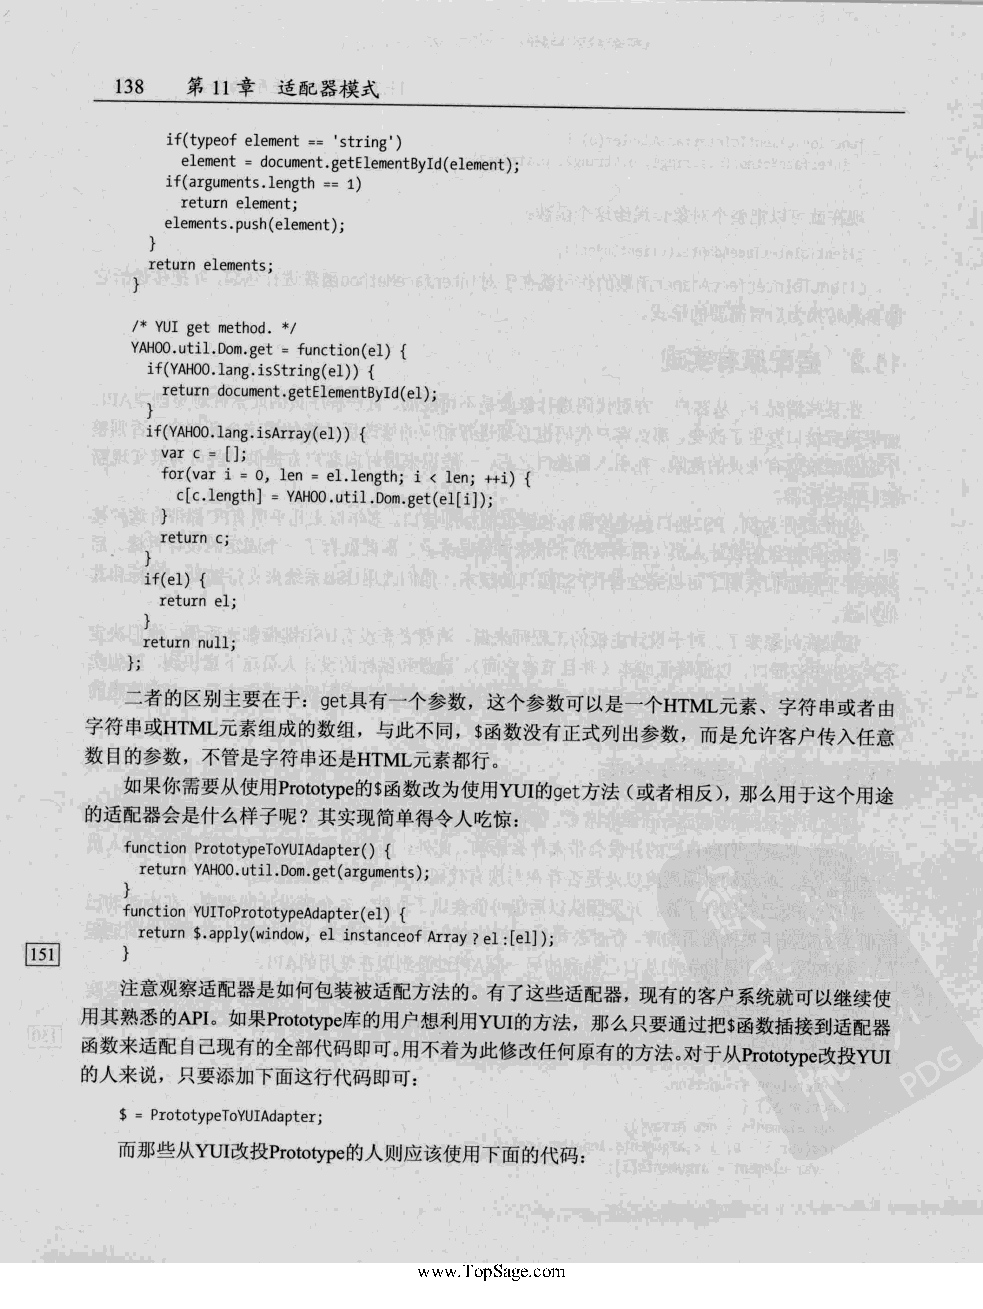 138 第 11 章 适配器模式
if(typeof element == 'string')
element = document.getElementById(element);
if(arguments.length == 1)
return element;
elements.push(element);
}
return elements;
}
/* YUI get method. */
YAHOO.util.Dom.get = function(el) {
if(YAHOO.lang.isString(el)) {
return document.getElementById(el);
}
if(YAHOO.lang.isArray(el)) {
var c = [];
for(var i = 0, len = el.length; i < len; ++i) {
c[c.length] = YAHOO.util.Dom.get(el[i]);
}
return c;
}
if(el) {
return el;
}
return null;
};
二者的区别主要在于：get具有一个参数，这个参数可以是一个HTML元素、字符串或者由
字符串或HTML元素组成的数组，与此不同，$函数没有正式列出参数，而是允许客户传入任意
数目的参数，不管是字符串还是HTML元素都行。
如果你需要从使用Prototype的$函数改为使用YUI的get方法（或者相反），那么用于这个用途
的适配器会是什么样子呢？其实现简单得令人吃惊：
function PrototypeToYUIAdapter() {
return YAHOO.util.Dom.get(arguments);
}
function YUIToPrototypeAdapter(el) {
return $.apply(window, el instanceof Array ? el :[el]);
}
151
注意观察适配器是如何包装被适配方法的。有了这些适配器，现有的客户系统就可以继续使
用其熟悉的API。如果Prototype库的用户想利用YUI的方法，那么只要通过把$函数插接到适配器
函数来适配自己现有的全部代码即可。用不着为此修改任何原有的方法。对于从Prototype改投YUI
的人来说，只要添加下面这行代码即可：
$ = PrototypeToYUIAdapter;
而那些从YUI改投Prototype的人则应该使用下面的代码：
PDG
www.TopSage.com